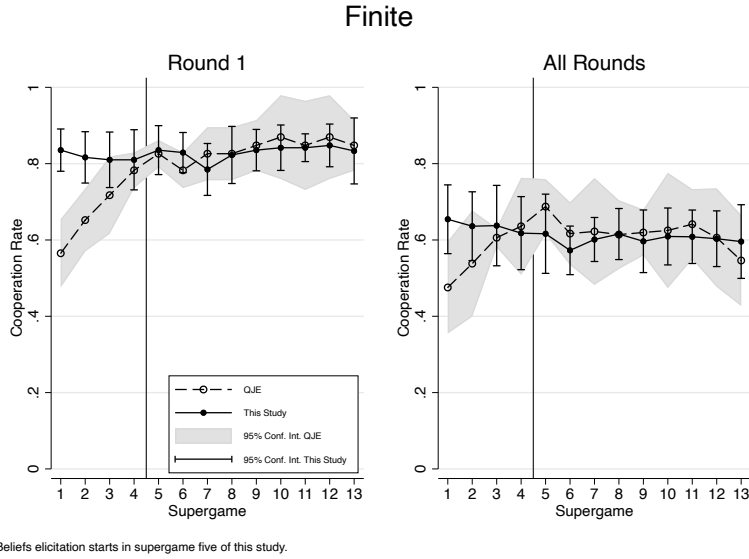 Finite
Round 1
Cooperation Rate
0 .2 .4 .6 .8 1
1 2 3 4 5 6 7 8 9 10 11 12 13
Supergame
QJE
This Study
95% Conf. Int. QJE
95% Conf. Int. This Study
All Rounds
Cooperation Rate
0 .2 .4 .6 .8 1
1 2 3 4 5 6 7 8 9 10 11 12 13
Supergame
Beliefs elicitation starts in supergame five of this study.